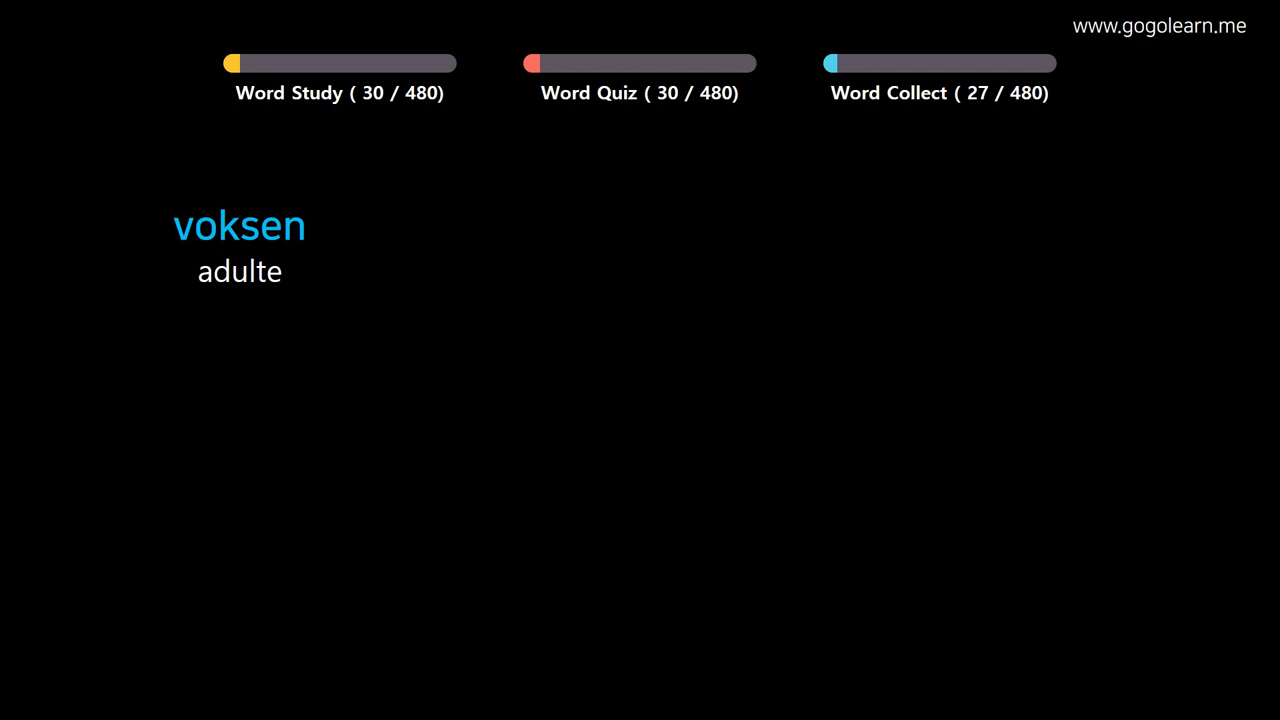 www.gogolearn.me
Word Study ( 30 / 480)
Word Quiz ( 30 / 480)
Word Collect ( 27 / 480)
voksen
adulte